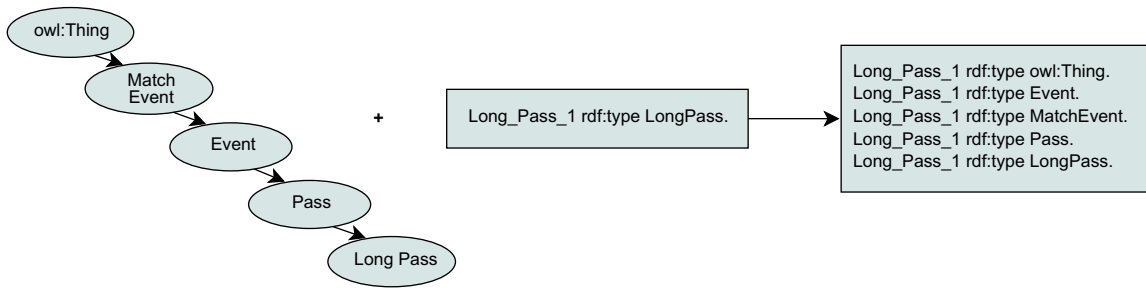 owl:Thing
Match
Event
Event
Pass
Long Pass
+
Long_Pass_1 rdf:type LongPass.
Long_Pass_1 rdf:type owl:Thing.
Long_Pass_1 rdf:type Event.
Long_Pass_1 rdf:type MatchEvent.
Long_Pass_1 rdf:type Pass.
Long_Pass_1 rdf:type LongPass.